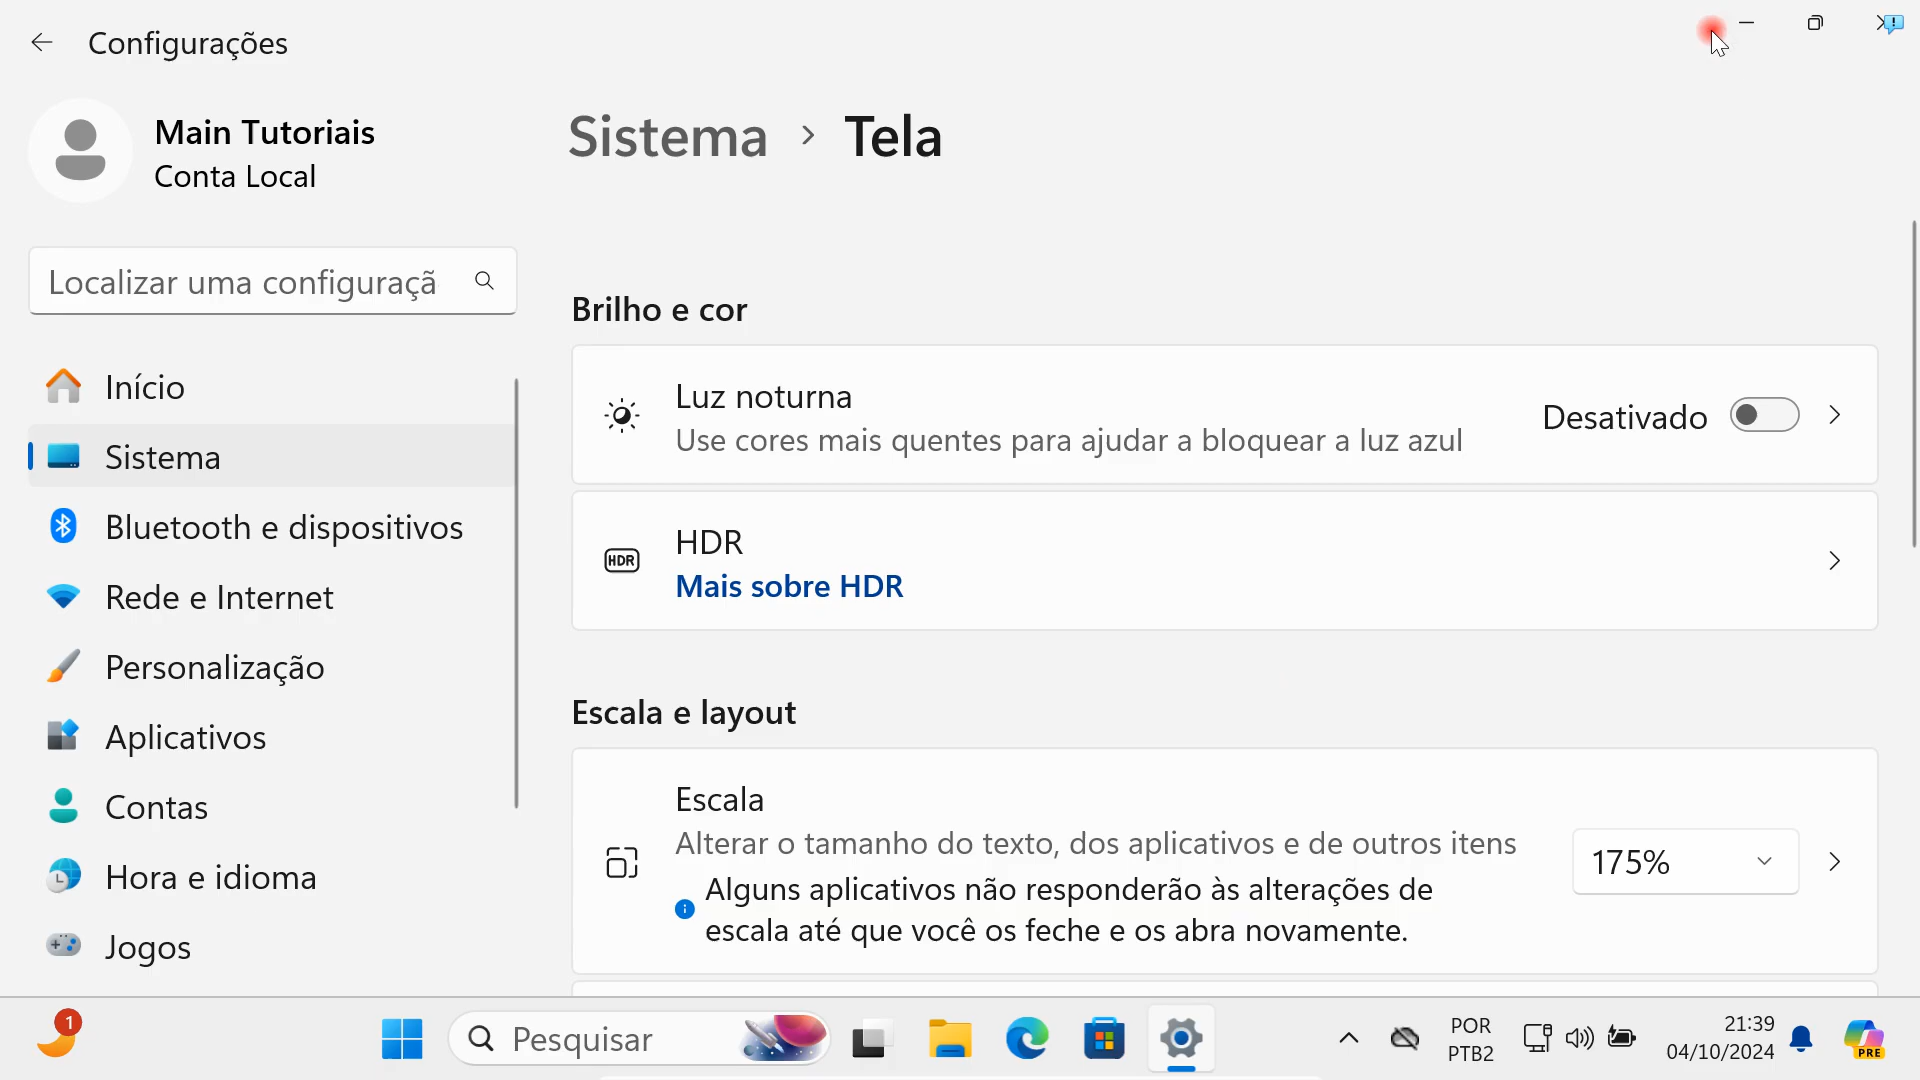 Configurações
Main Tutoriais
Conta Local
Localizar uma configuraçã
Início
Sistema
Bluetooth e dispositivos
Rede e Internet
Personalização
Aplicativos
Contas
Hora e idioma
Jogos
Sistema › Tela
Brilho e cor
Luz noturna
Use cores mais quentes para ajudar a bloquear a luz azul
Desativado
HDR
HDR
Mais sobre HDR
Escala e layout
Escala
Alterar o tamanho do texto, dos aplicativos e de outros itens
Alguns aplicativos não responderão às alterações de
escala até que você os feche e os abra novamente.
175%
1
Pesquisar
POR
PTB2
21:39
04/10/2024
PRE